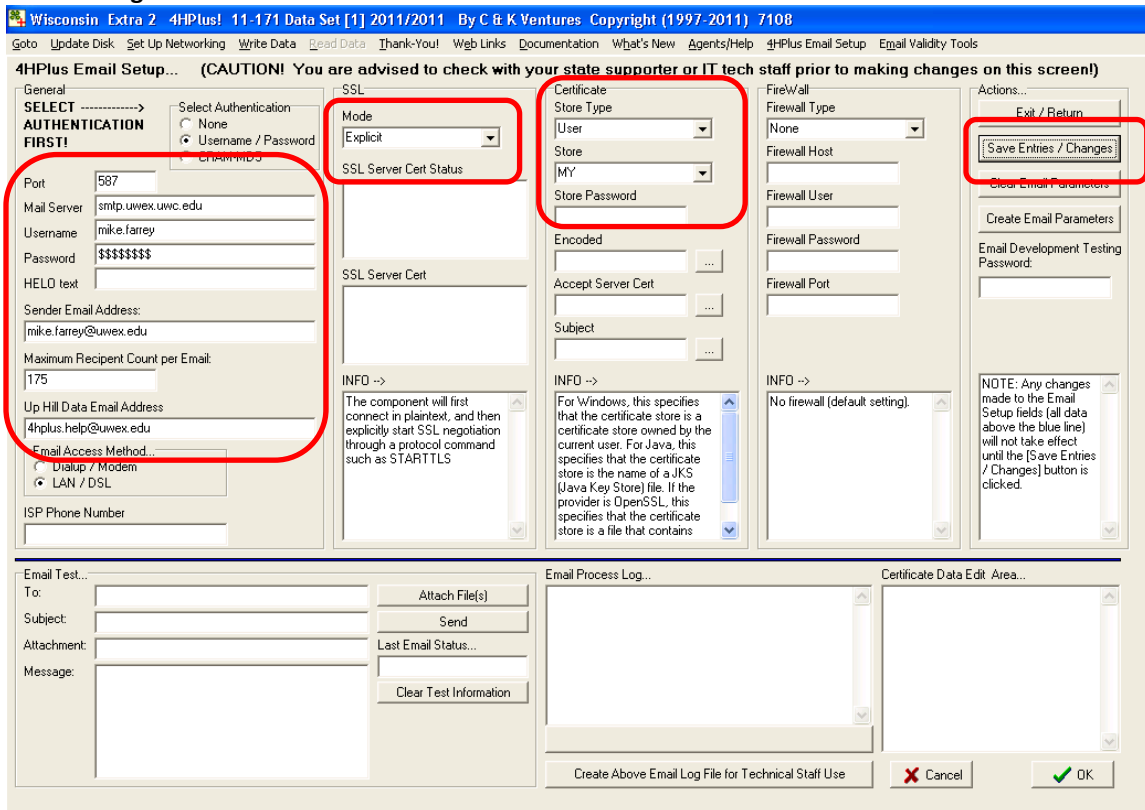 Wisconsin Extra 2 4HPlus! 11-171 Data Set [1] 2011/2011 By C & K Ventures Copyright (1997-2011) 7108
Goto Update Disk Set Up Networking Write Data Read Data Thank-You! Web Links Documentation What's New Agents/Help 4HPlus Email Setup Email Validity Tools
4HPlus Email Setup... (CAUTION! You are advised to check with your state supporter or IT tech staff prior to making changes on this screen!)
General
SELECT ------------->
AUTHENTICATION
FIRST!
Select Authentication
None
Username / Password
CRAM-MD5
Port 587
Mail Server smtp.uwex.uwc.edu
Username mike.farrey
Password $$$$$$$$
HELO text
Sender Email Address:
mike.farrey@uwex.edu
Maximum Recipent Count per Email:
175
Up Hill Data Email Address
4hplus.help@uwex.edu
Email Access Method...
Dialup / Modem
LAN / DSL
ISP Phone Number
SSL
Mode
Explicit
SSL Server Cert Status
SSL Server Cert
INFO -->
The component will first
connect in plaintext, and then
explicitly start SSL negotiation
through a protocol command
such as STARTTLS
Certificate
Store Type
User
Store
MY
Store Password
Encoded
...
Accept Server Cert
...
Subject
...
INFO -->
For Windows, this specifies
that the certificate store is a
certificate store owned by the
current user. For Java, this
specifies that the certificate
store is the name of a JKS
(Java Key Store) file. If the
provider is OpenSSL, this
specifies that the certificate
store is a file that contains
FireWall
Firewall Type
None
Firewall Host
Firewall User
Firewall Password
Firewall Port
INFO -->
No firewall (default setting).
Actions...
Exit / Return
Save Entries / Changes
Clear Email Parameters
Create Email Parameters
Email Development Testing
Password:
NOTE: Any changes
made to the Email
Setup fields (all data
above the blue line)
will not take effect
until the [Save Entries
/ Changes] button is
clicked.
Email Test...
To:
Attach File(s)
Subject:
Send
Attachment:
Last Email Status...
Message:
Clear Test Information
Email Process Log...
Create Above Email Log File for Technical Staff Use
Certificate Data Edit Area...
Cancel
OK